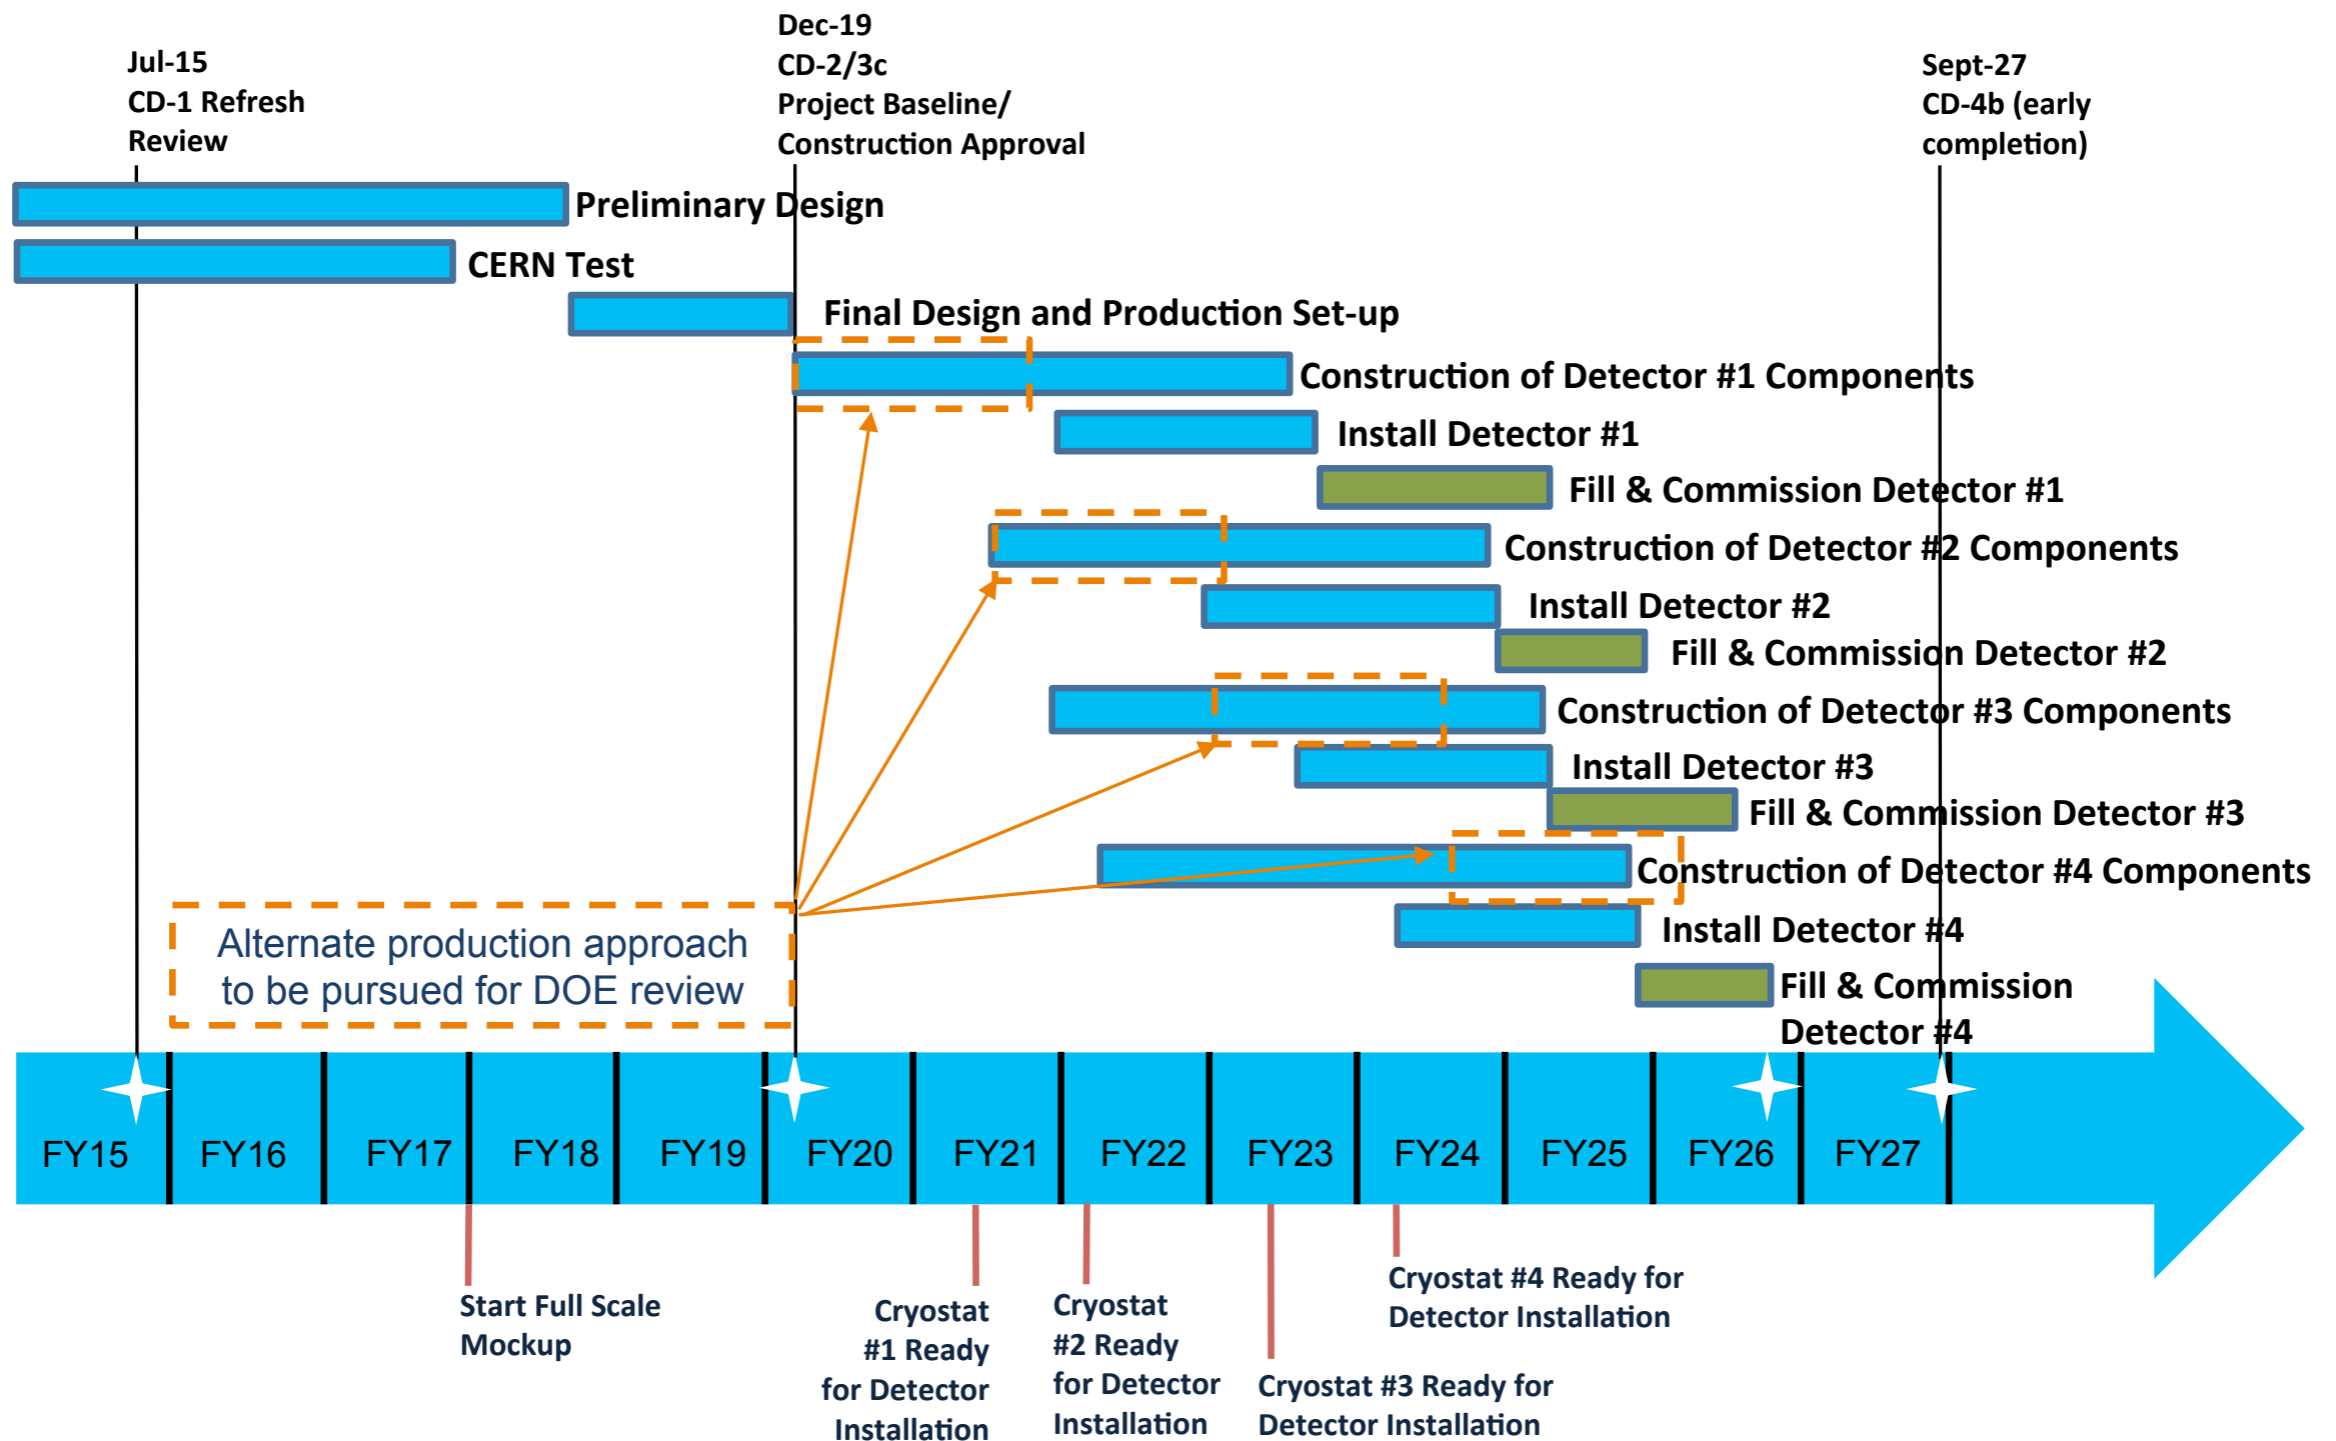 Jul-15
CD-1 Refresh
Review
Dec-19
CD-2/3c
Project Baseline/
Construction Approval
Sept-27
CD-4b (early
completion)
Preliminary Design
CERN Test
Final Design and Production Set-up
Construction of Detector #1 Components
Install Detector #1
Fill & Commission Detector #1
Construction of Detector #2 Components
Install Detector #2
Fill & Commission Detector #2
Construction of Detector #3 Components
Install Detector #3
Fill & Commission Detector #3
Construction of Detector #4 Components
Install Detector #4
Fill & Commission
Detector #4
Alternate production approach
to be pursued for DOE review
FY15 FY16 FY17 FY18 FY19 FY20 FY21 FY22 FY23 FY24 FY25 FY26 FY27
Start Full Scale
Mockup
Cryostat
#1 Ready
for Detector
Installation
Cryostat
#2 Ready
for Detector
Installation
Cryostat #3 Ready for
Detector Installation
Cryostat #4 Ready for
Detector Installation